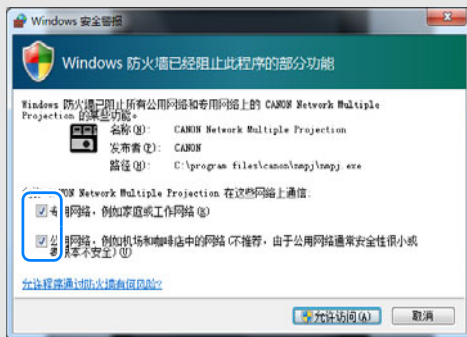 Windows 安全警报
Windows 防火墙已经阻止此程序的部分功能
Windows 防火墙已阻止所有公用网络和专用网络上的 CANON Network Multiple
Projection 的某些功能。
名称(N): CANON Network Multiple Projection
发布者(P): CANON
路径(H): C:\program files\canon\nmpj\nmpj.exe
CANON Network Multiple Projection 在这些网络上通信:
专用网络，例如家庭或工作网络(R)
公用网络，例如机场和咖啡店中的网络(不推荐，由于公用网络通常安全性很小或
者根本不安全)(U)
允许程序通过防火墙有何风险?
允许访问(A) 取消